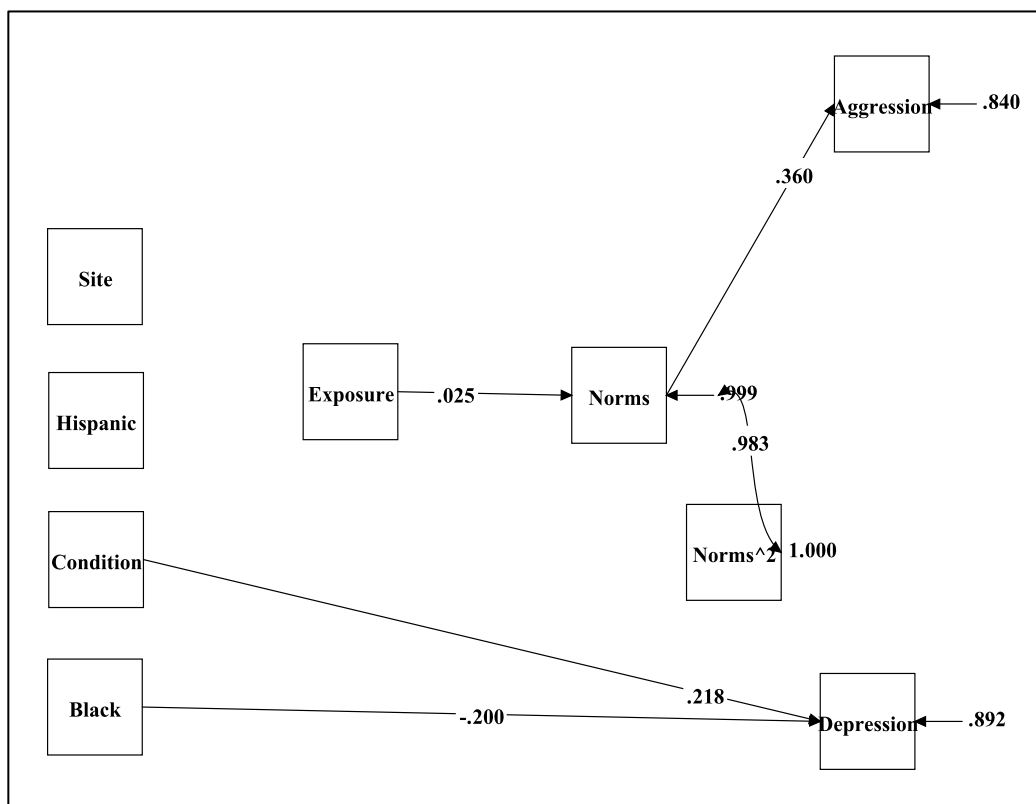 Aggression
.840
.360
Site
Exposure
.025
Norms
.999
Hispanic
.983
Condition
Norms^2
1.000
.218
Black
-.200
Depression
.892